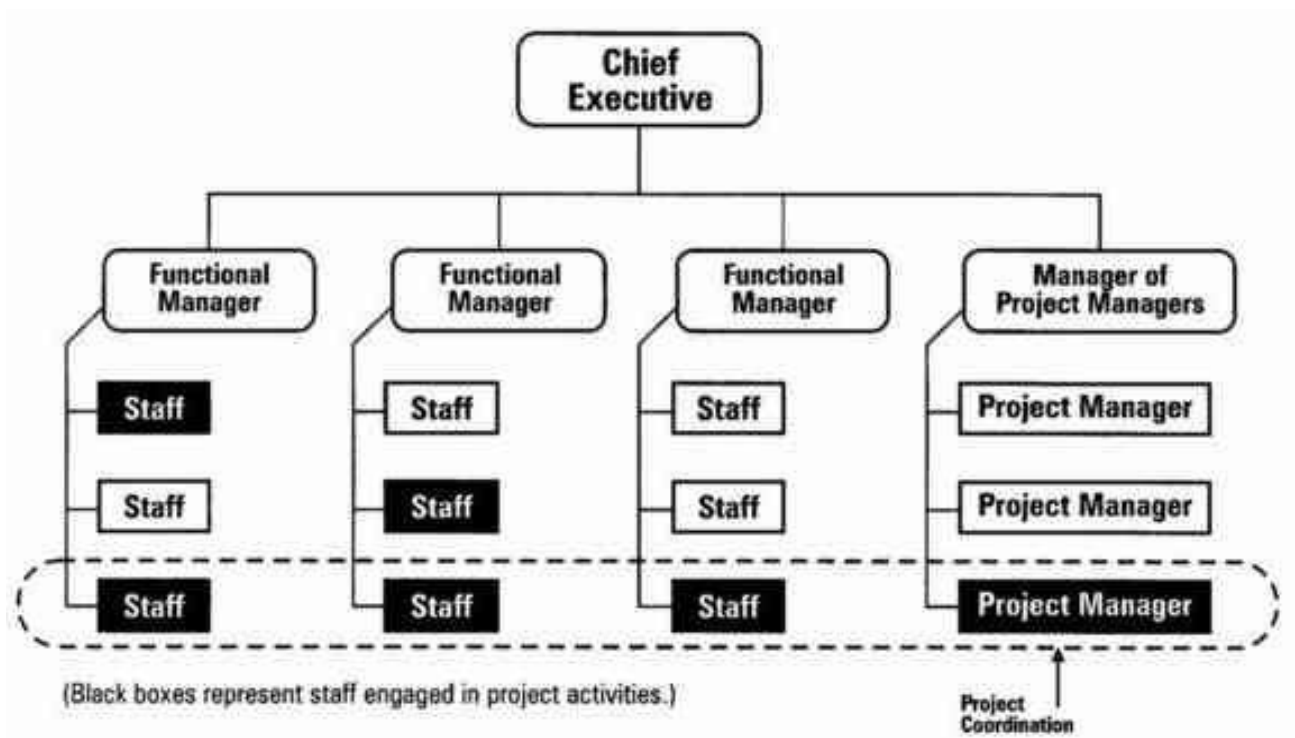 Chief
Executive
Functional
Manager
Functional
Manager
Functional
Manager
Manager of
Project Managers
Staff
Staff
Staff
Project Manager
Staff
Staff
Staff
Project Manager
Staff
Staff
Staff
Project Manager
(Black boxes represent staff engaged in project activities.)
Project
Coordination